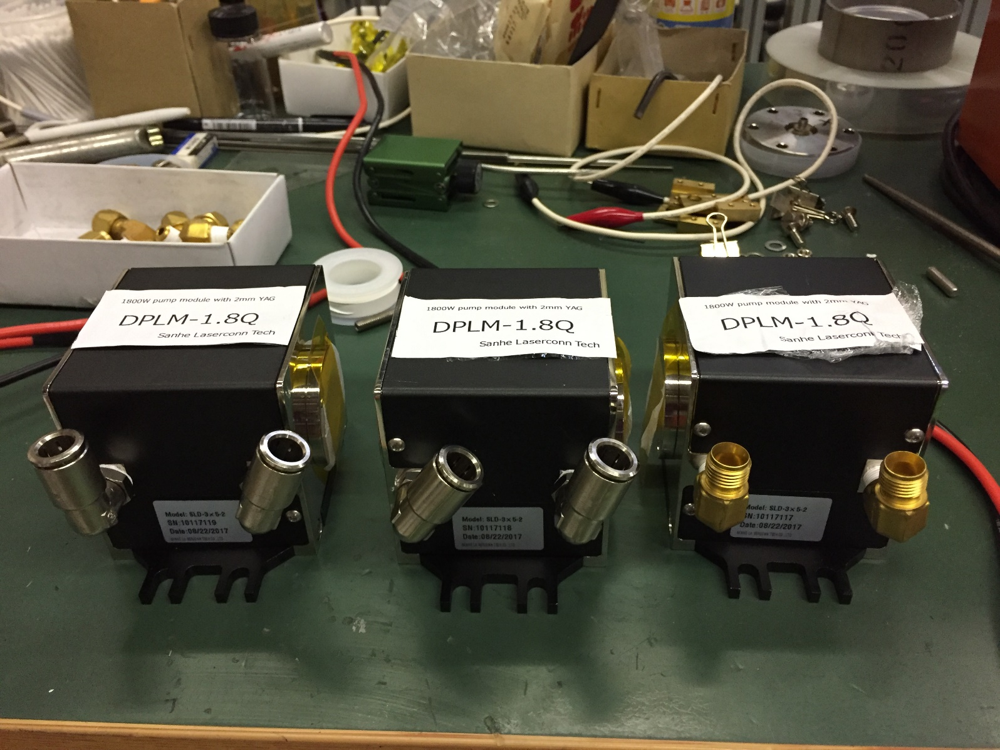 20
1800W pump module with 2mm YAG
DPLM-1.8Q
Sanhe Laserconn Tech
1800W pump module with 2mm YAG
DPLM-1.8Q
Sanhe Laserconn Tech
1800W pump module with 2mm YAG
DPLM-1.8Q
Sanhe Laserconn Tech
Model: SLD-3×5-2
SN:10117119
Date:08/22/2017
Model: SLD-3×5-2
SN:10117118
Date:08/22/2017
Model: SLD-3×5-2
SN:10117117
Date:08/22/2017